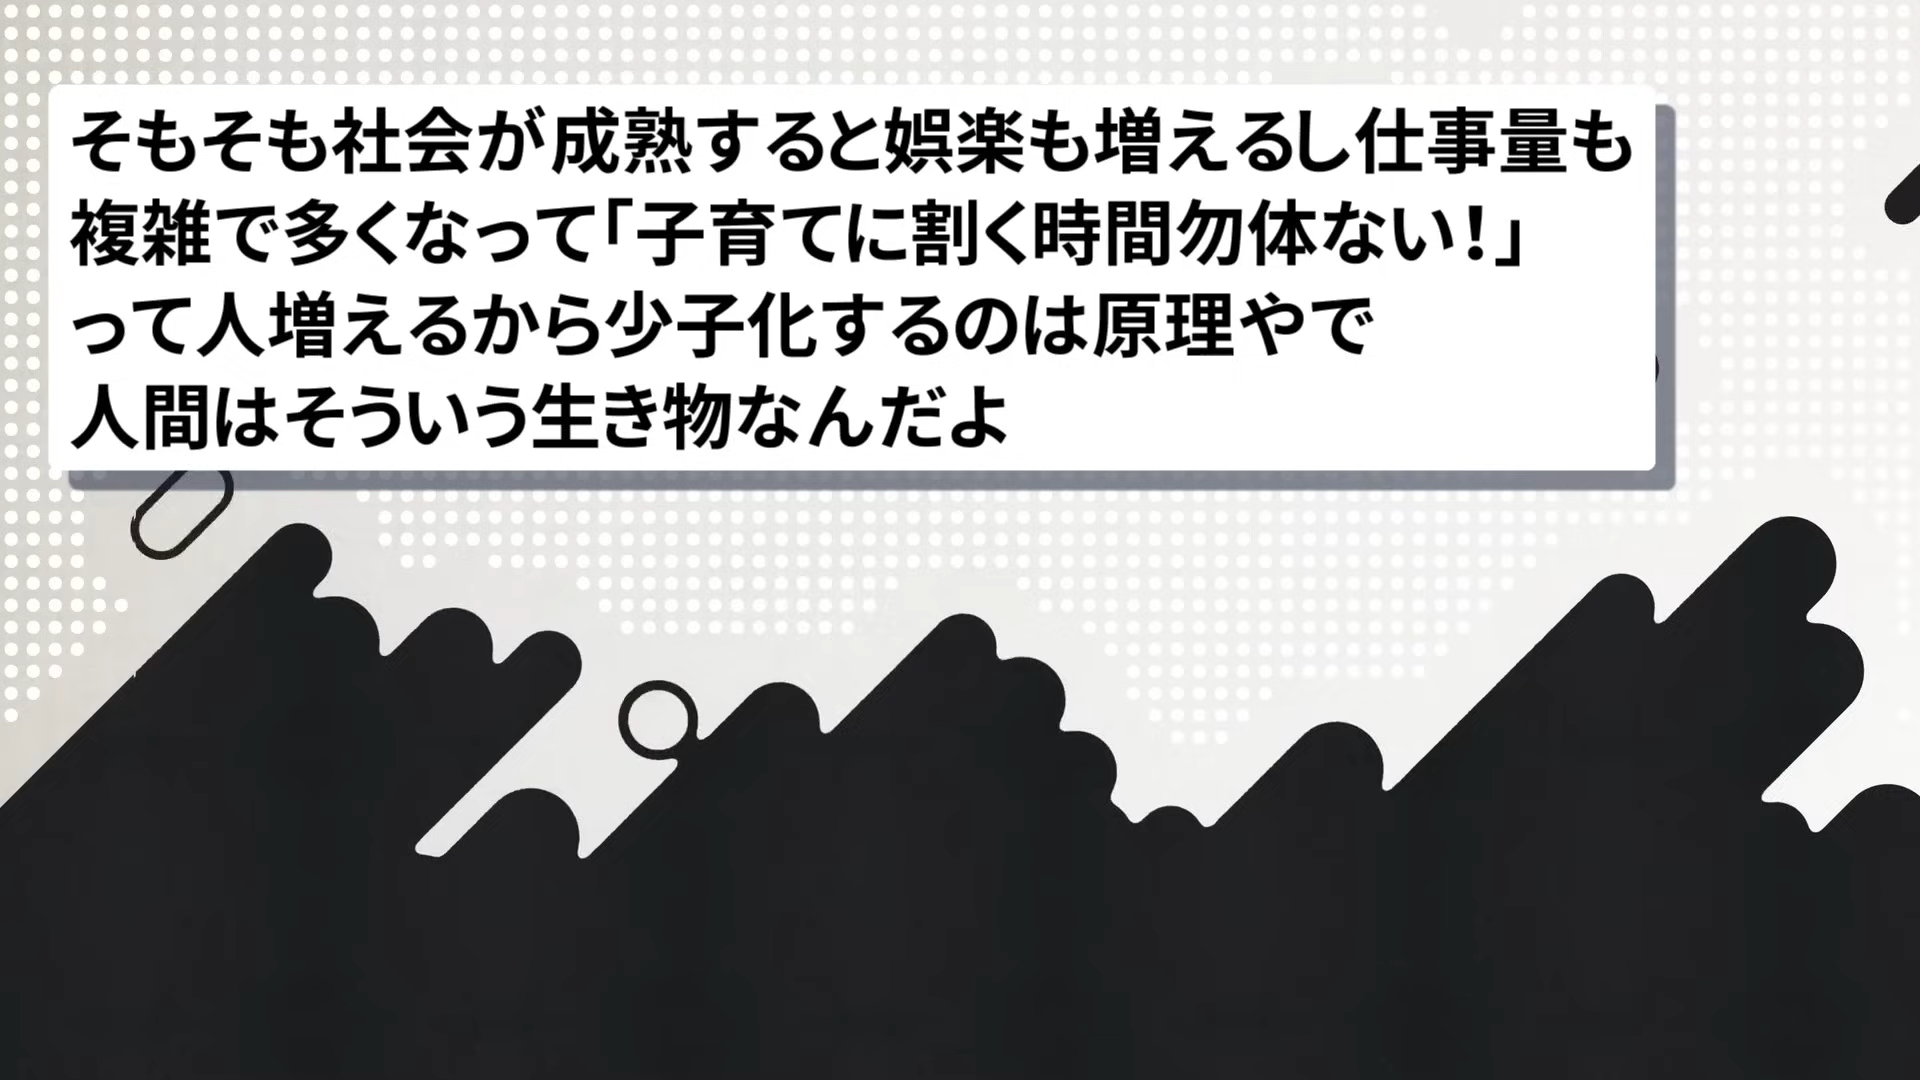 そもそも社会が成熟すると娯楽も増えるし仕事量も
複雑で多くなって「子育てに割く時間勿体ない！」
って人増えるから少子化するのは原理やで
人間はそういう生き物なんだよ